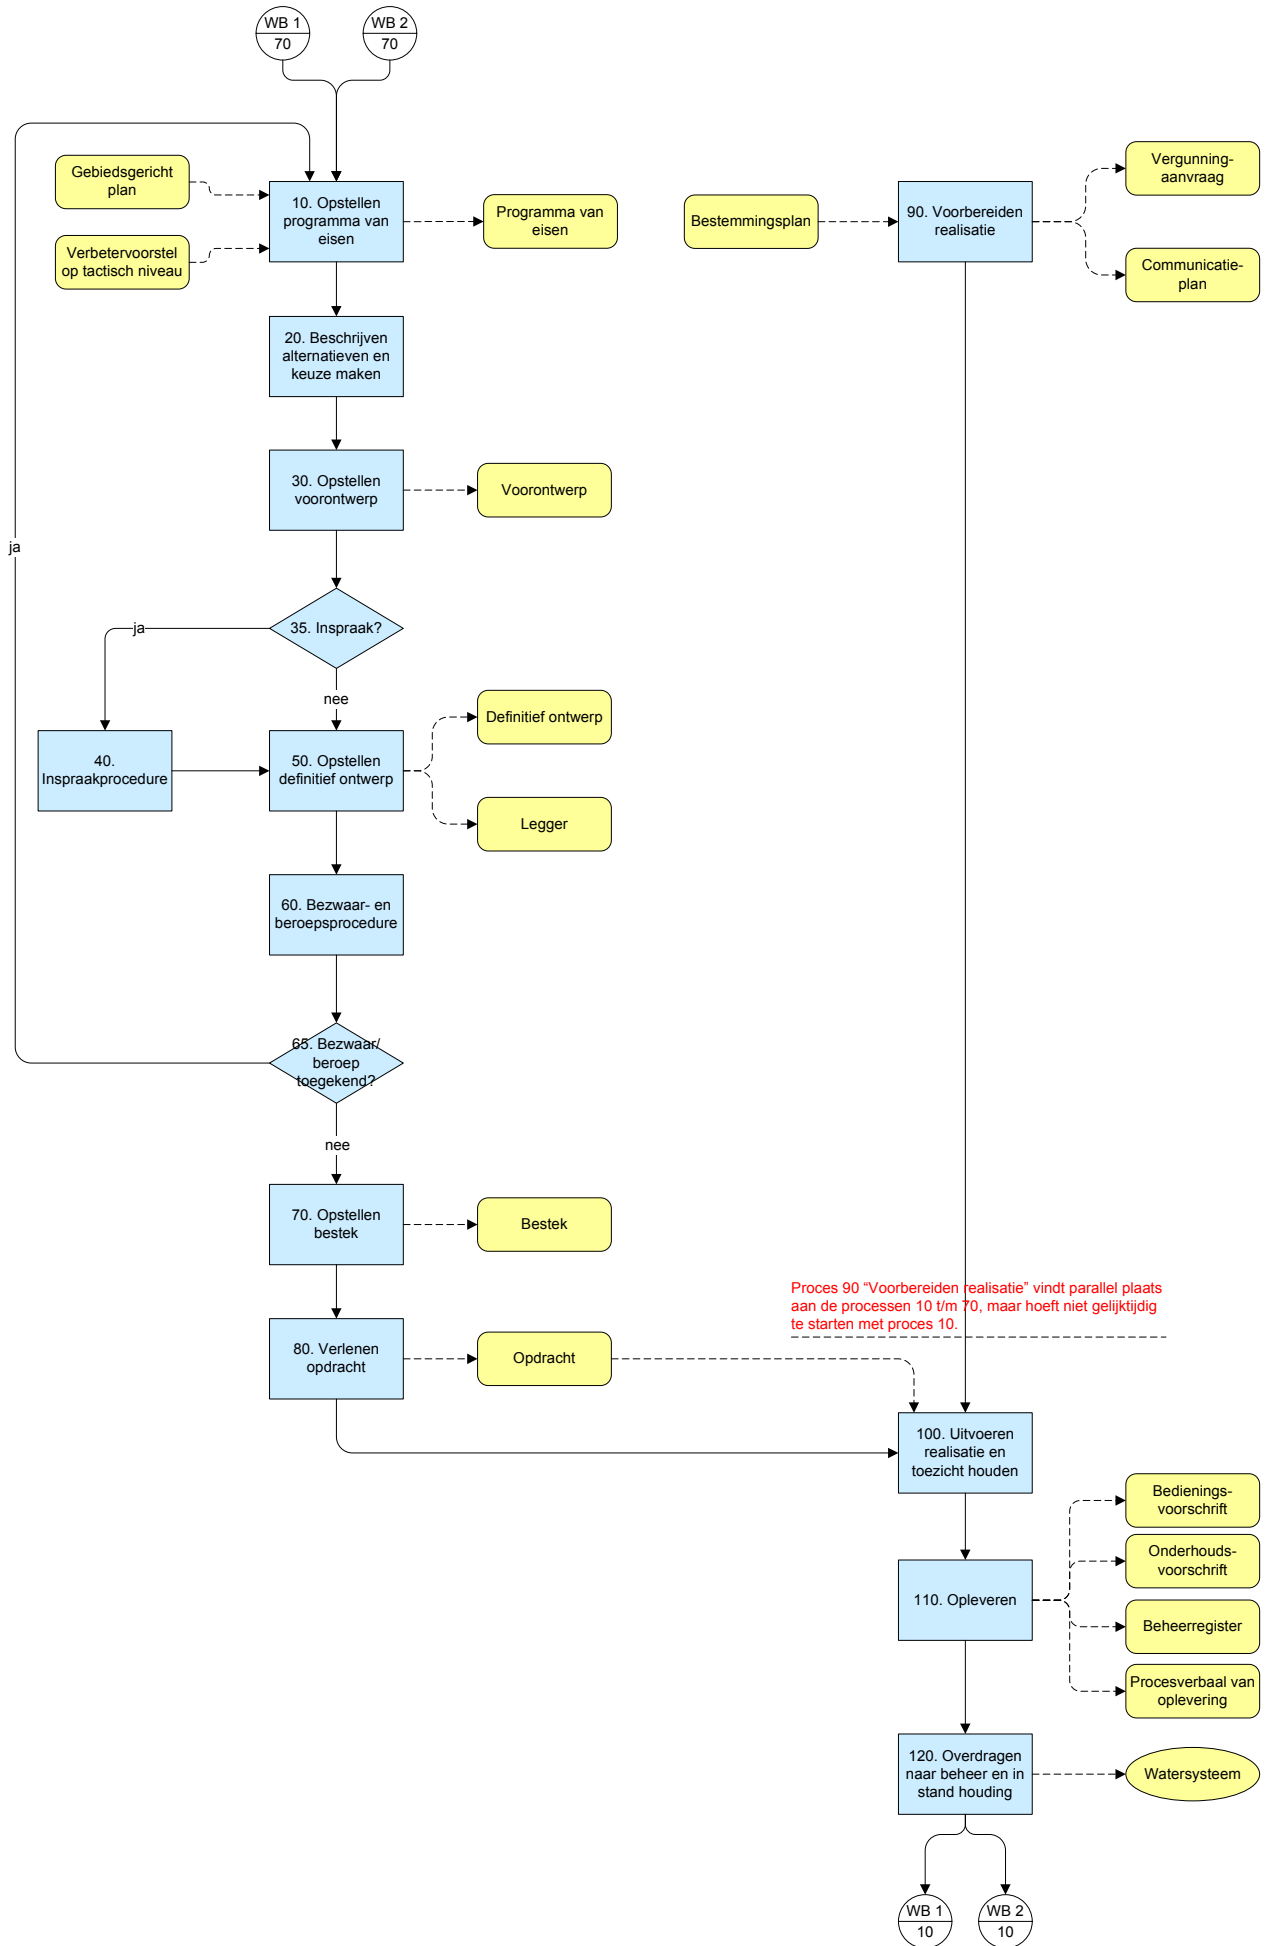 WB 1
70
WB 2
70
Gebiedsgericht
plan
Verbetervoorstel
op tactisch niveau
10. Opstellen
programma van
eisen
Programma van
eisen
Bestemmingsplan
90. Voorbereiden
realisatie
Vergunning-
aanvraag
Communicatie-
plan
20. Beschrijven
alternatieven en
keuze maken
30. Opstellen
voorontwerp
Voorontwerp
ja
35. Inspraak?
ja
nee
40.
Inspraakprocedure
50. Opstellen
definitief ontwerp
Definitief ontwerp
Legger
60. Bezwaar- en
beroepsprocedure
65. Bezwaar/
beroep
toegekend?
nee
70. Opstellen
bestek
Bestek
Proces 90 “Voorbereiden realisatie” vindt parallel plaats
aan de processen 10 t/m 70, maar hoeft niet gelijktijdig
te starten met proces 10.
80. Verlenen
opdracht
Opdracht
100. Uitvoeren
realisatie en
toezicht houden
110. Opleveren
Bedienings-
voorschrift
Onderhouds-
voorschrift
Beheerregister
Procesverbaal van
oplevering
120. Overdragen
naar beheer en in
stand houding
Watersysteem
WB 1
10
WB 2
10